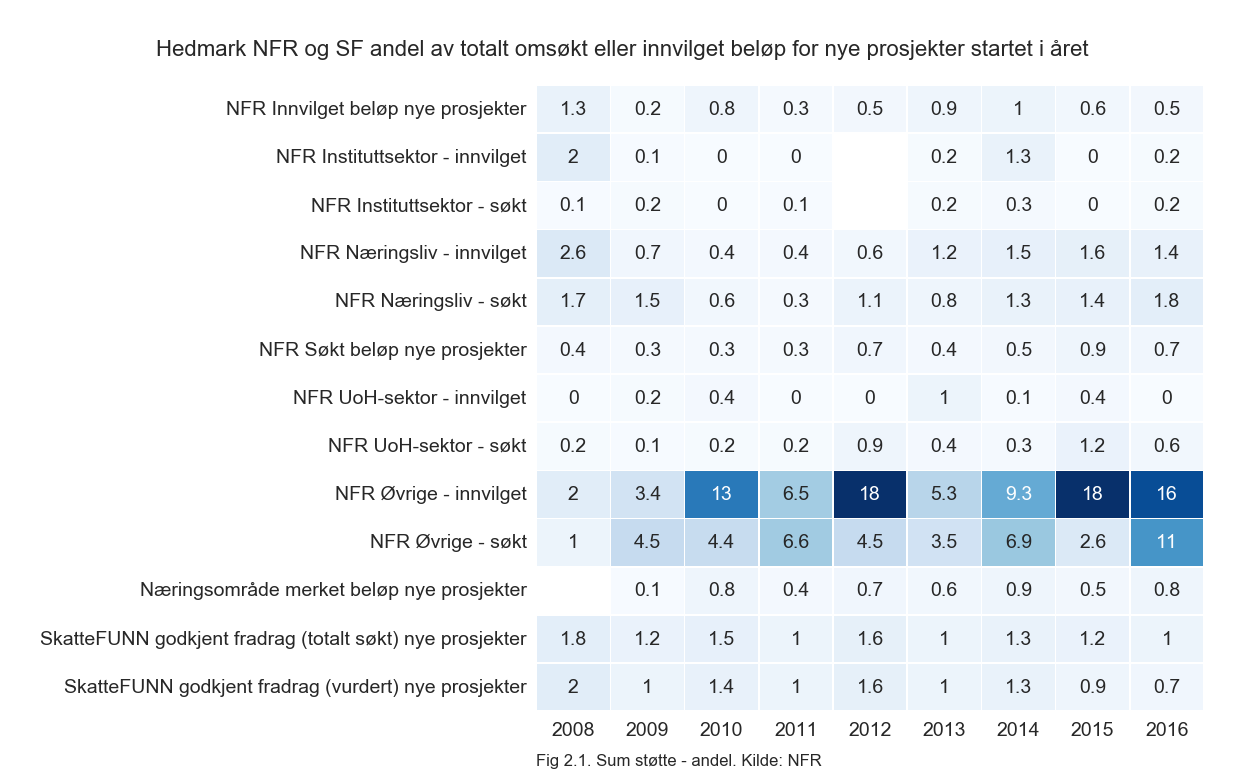 Hedmark NFR og SF andel av totalt omsøkt eller innvilget beløp for nye prosjekter startet i året
NFR Innvilget beløp nye prosjekter 1.3 0.2 0.8 0.3 0.5 0.9 1 0.6 0.5
NFR Instituttsektor - innvilget 2 0.1 0 0 0.2 1.3 0 0.2
NFR Instituttsektor - søkt 0.1 0.2 0 0.1 0.2 0.3 0 0.2
NFR Næringsliv - innvilget 2.6 0.7 0.4 0.4 0.6 1.2 1.5 1.6 1.4
NFR Næringsliv - søkt 1.7 1.5 0.6 0.3 1.1 0.8 1.3 1.4 1.8
NFR Søkt beløp nye prosjekter 0.4 0.3 0.3 0.3 0.7 0.4 0.5 0.9 0.7
NFR UoH-sektor - innvilget 0 0.2 0.4 0 0 1 0.1 0.4 0
NFR UoH-sektor - søkt 0.2 0.1 0.2 0.2 0.9 0.4 0.3 1.2 0.6
NFR Øvrige - innvilget 2 3.4 13 6.5 18 5.3 9.3 18 16
NFR Øvrige - søkt 1 4.5 4.4 6.6 4.5 3.5 6.9 2.6 11
Næringsområde merket beløp nye prosjekter 0.1 0.8 0.4 0.7 0.6 0.9 0.5 0.8
SkatteFUNN godkjent fradrag (totalt søkt) nye prosjekter 1.8 1.2 1.5 1 1.6 1 1.3 1.2 1
SkatteFUNN godkjent fradrag (vurdert) nye prosjekter 2 1 1.4 1 1.6 1 1.3 0.9 0.7
2008 2009 2010 2011 2012 2013 2014 2015 2016
Fig 2.1. Sum støtte - andel. Kilde: NFR